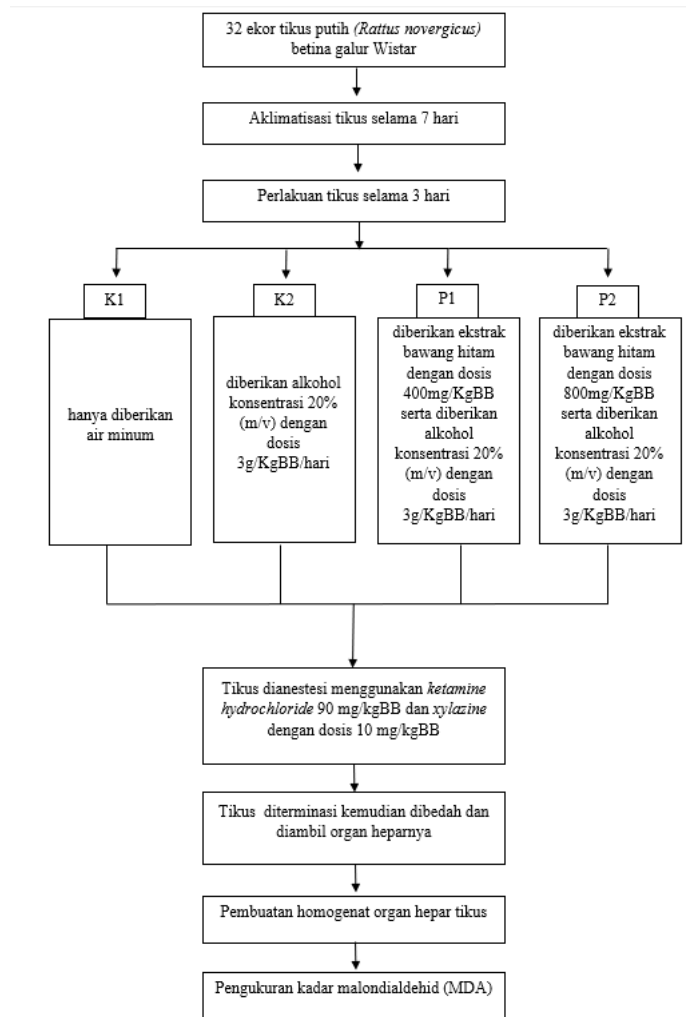 32 ekor tikus putih (Rattus novergicus)
betina galur Wistar
Aklimatisasi tikus selama 7 hari
Perlakuan tikus selama 3 hari
K1
hanya diberikan
air minum
K2
diberikan alkohol
konsentrasi 20%
(m/v) dengan
dosis
3g/KgBB/hari
P1
diberikan ekstrak
bawang hitam
dengan dosis
400mg/KgBB
serta diberikan
alkohol
konsentrasi 20%
(m/v) dengan
dosis
3g/KgBB/hari
P2
diberikan ekstrak
bawang hitam
dengan dosis
800mg/KgBB
serta diberikan
alkohol
konsentrasi 20%
(m/v) dengan
dosis
3g/KgBB/hari
Tikus dianestesi menggunakan ketamine
hydrochloride 90 mg/kgBB dan xylazine
dengan dosis 10 mg/kgBB
Tikus diterminasi kemudian dibedah dan
diambil organ heparnya
Pembuatan homogenat organ hepar tikus
Pengukuran kadar malondialdehid (MDA)